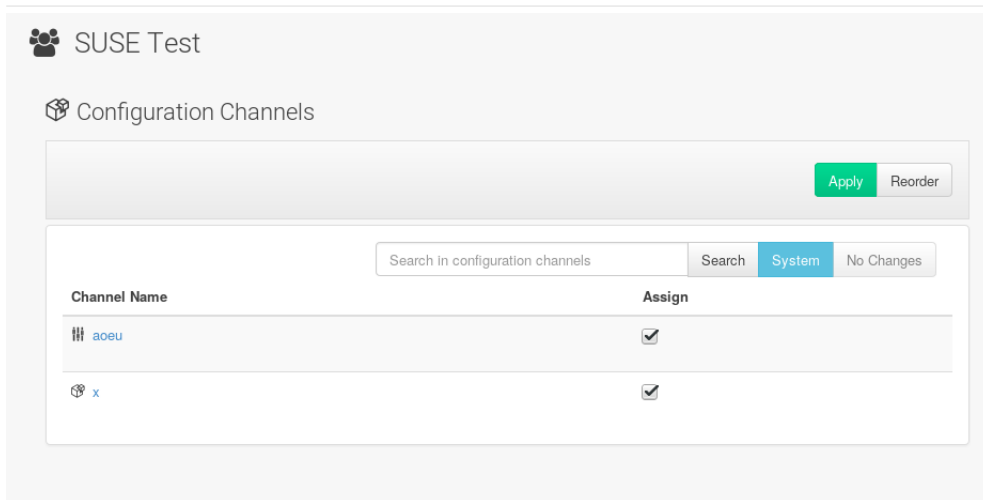 SUSE Test
Configuration Channels
Apply Reorder
Search in configuration channels Search System No Changes
Channel Name Assign
aoeu
x